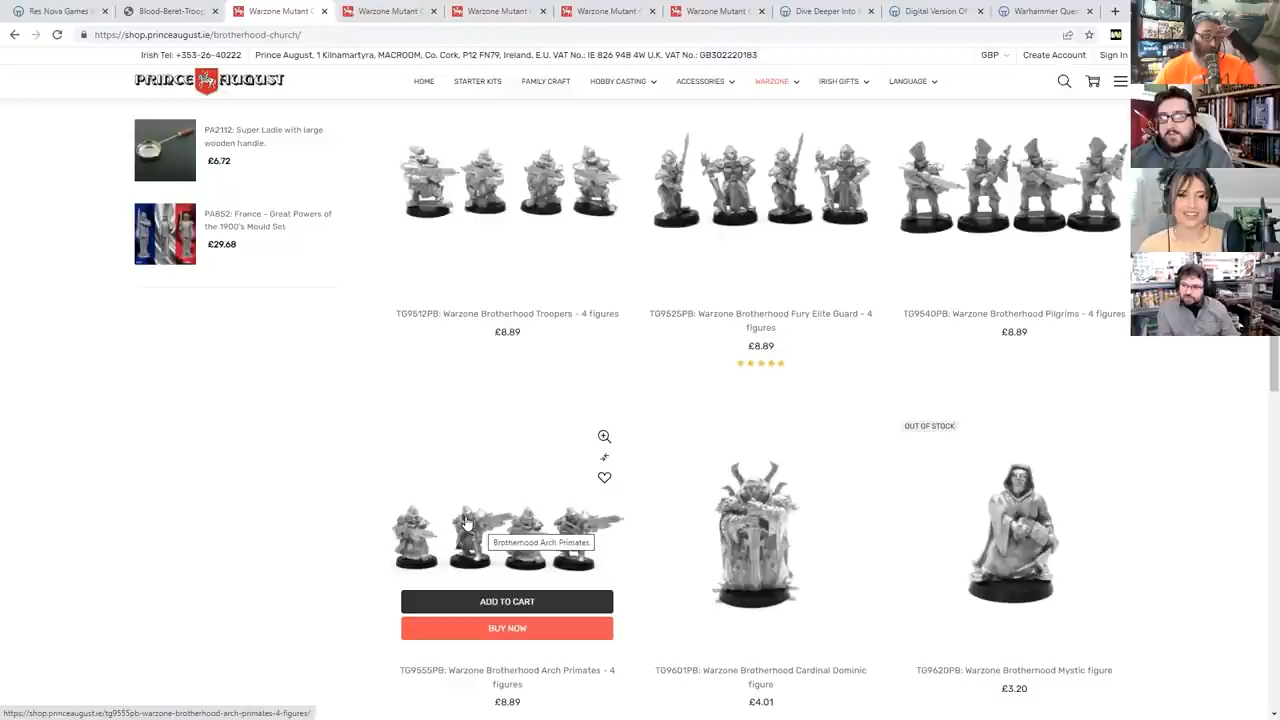 Res Nova Games
Black-Beret-Troop
Warzone Mutant C
Warzone Mutant
Warzone Mutant
Warzone Mutant
Warzone Mutant C
Dive Deeper Into
Digital Version Of
Warhammer Ques
https://shop.princeaugust.ie/brotherhood-church/
Irish Tel: +353-26-40222
Prince August, 1 Kilnamartyra, MACROOM, Co. Cork, P12 PN79, Ireland. E.U. VAT No.: IE 826 948 4W U.K. VAT No.: GB302220183
GBP
Create Account
Sign In
PRINCE AUGUST
HOME
STARTER KITS
FAMILY CRAFT
HOBBY CASTING
ACCESSORIES
WARZONE
IRISH GIFTS
LANGUAGE
PA2112: Super Ladle with large
wooden handle.
£6.72
PA852: France - Great Powers of
the 1900's Mould Set
£29.68
TG9512PB: Warzone Brotherhood Troopers - 4 figures
£8.89
TG9525PB: Warzone Brotherhood Fury Elite Guard - 4
figures
£8.89
TG9540PB: Warzone Brotherhood Pilgrims - 4 figures
£8.89
OUT OF STOCK
Brotherhood Arch Primates
ADD TO CART
BUY NOW
TG9555PB: Warzone Brotherhood Arch Primates - 4
figures
£8.89
TG9601PB: Warzone Brotherhood Cardinal Dominic
figure
£4.01
TG9620PB: Warzone Brotherhood Mystic figure
£3.20
https://shop.princeaugust.ie/tg9555pb-warzone-brotherhood-arch-primates-4-figures/